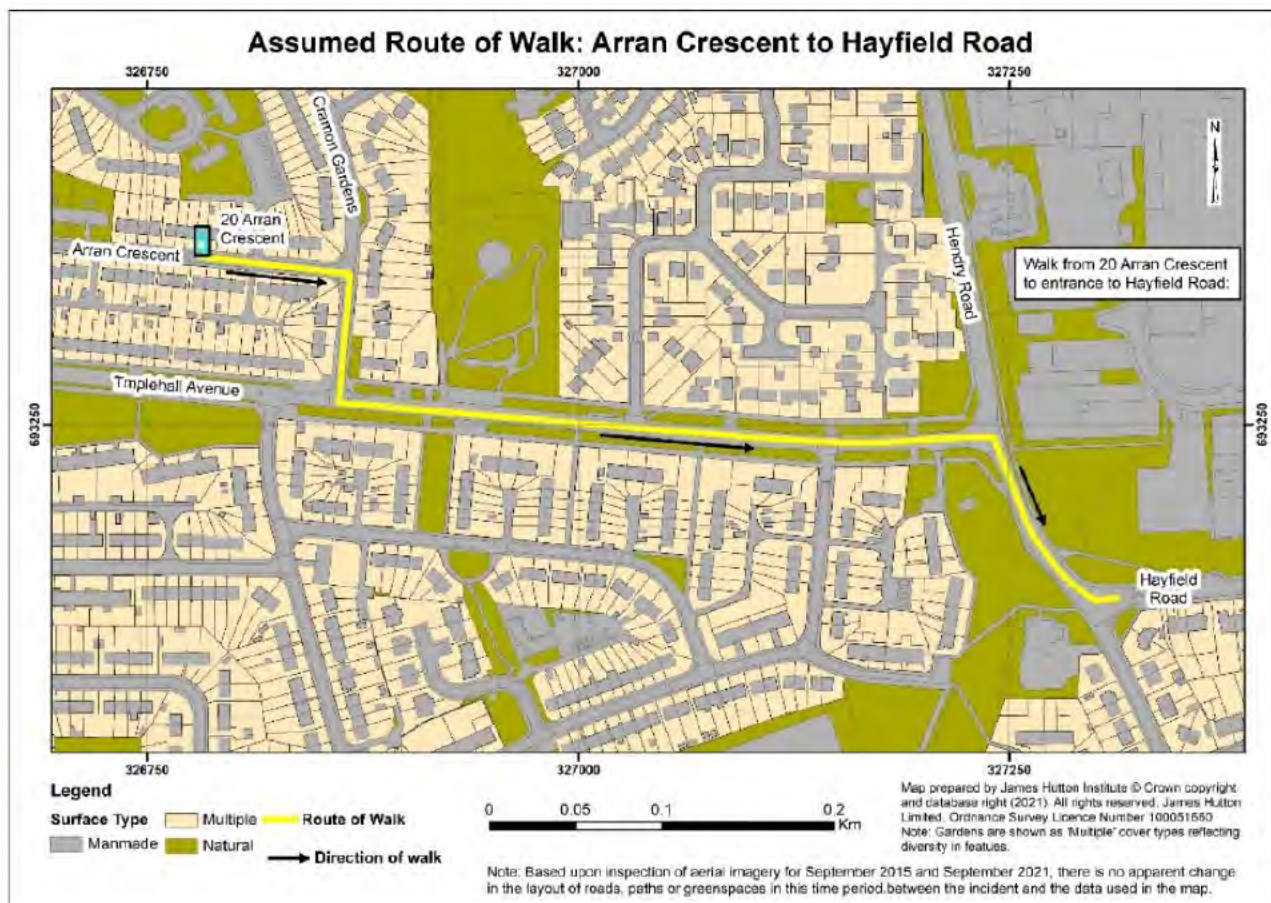 Assumed Route of Walk: Arran Crescent to Hayfield Road
326750
327000
327250
Cramon Gardens
N
20 Arran
Crescent
Arran Crescent
Hendry Road
Walk from 20 Arran Crescent
to entrance to Hayfield Road:
Tmplehall Avenue
693250
693250
Hayfield
Road
326750
327000
327250
Legend
Surface Type
Multiple
Route of Walk
Manmade
Natural
Direction of walk
0 0.05 0.1 0.2
Km
Map prepared by James Hutton Institute © Crown copyright
and database right (2021). All rights reserved. James Hutton
Limited, Ordnance Survey Licence Number 100051560
Note: Gardens are shown as 'Multiple' cover types reflecting
diversity in featues.
Note: Based upon inspection of aerial imagery for September 2015 and September 2021, there is no apparent change
in the layout of roads, paths or greenspaces in this time period.between the incident and the data used in the map.